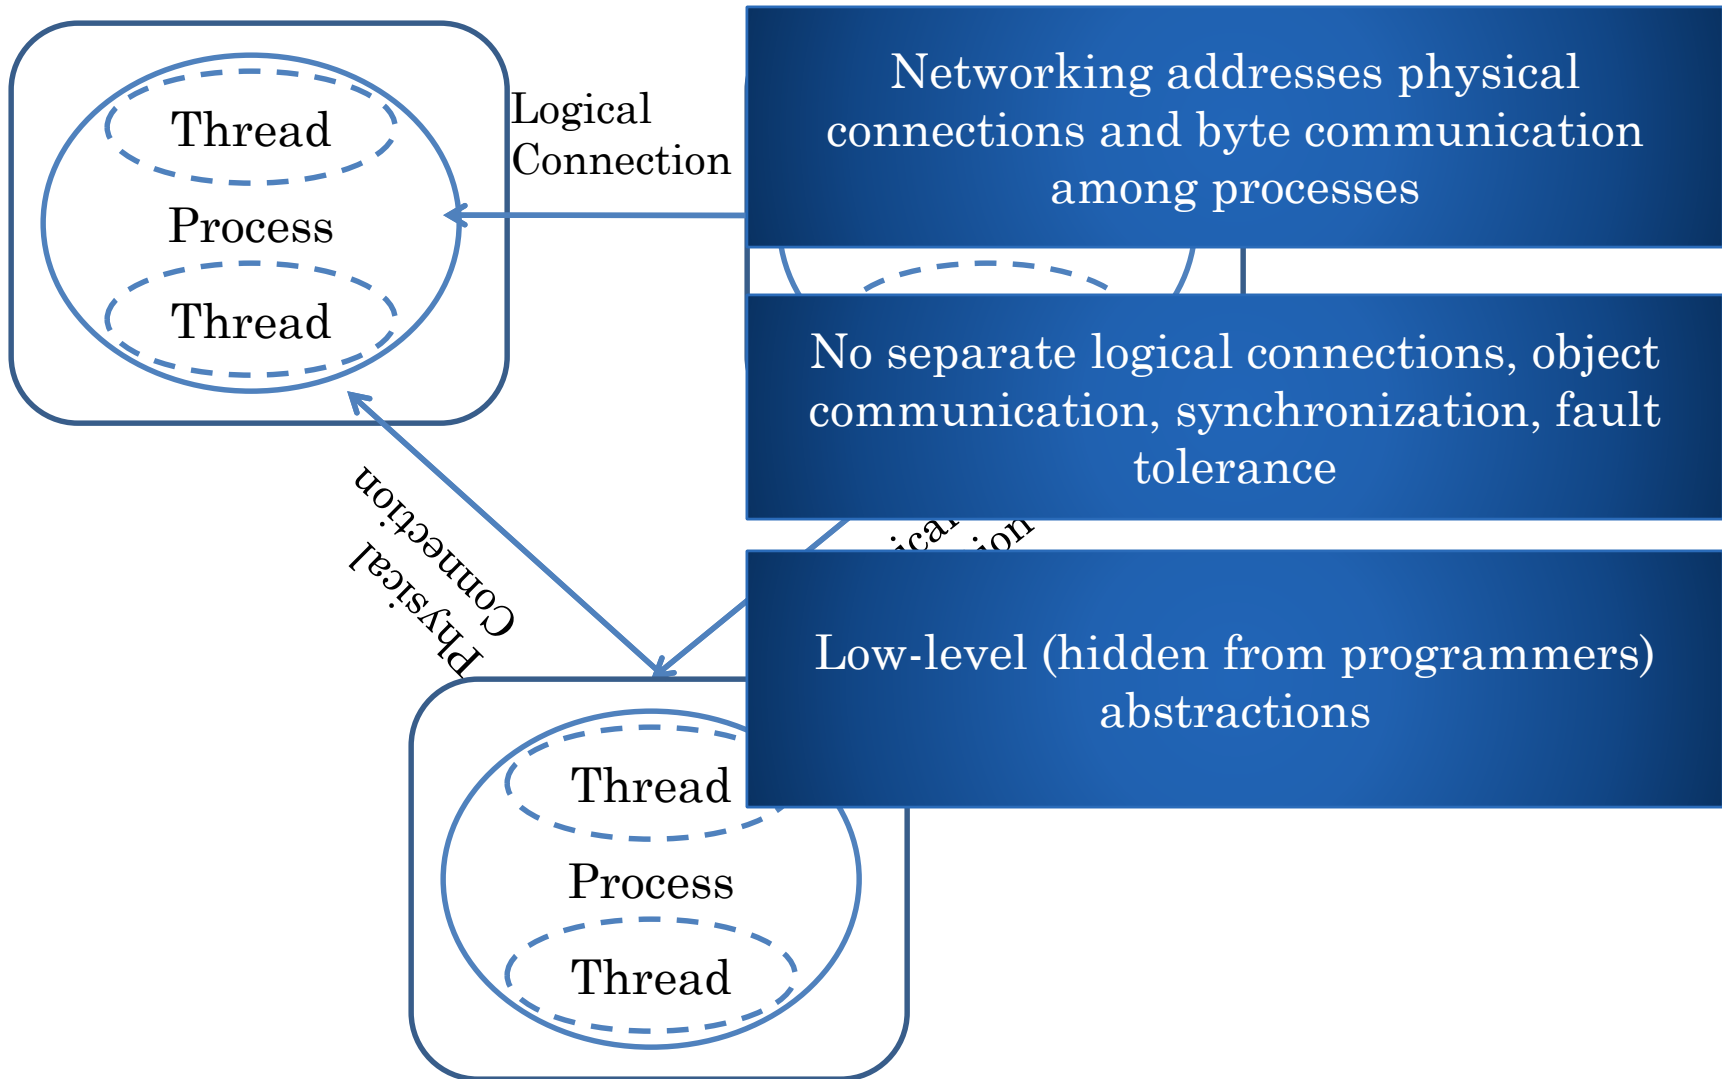 Thread
Process
Thread
Logical
Connection
Networking addresses physical
connections and byte communication
among processes
No separate logical connections, object
communication, synchronization, fault
tolerance
Physical
Connection
Low-level (hidden from programmers)
abstractions
Thread
Process
Thread